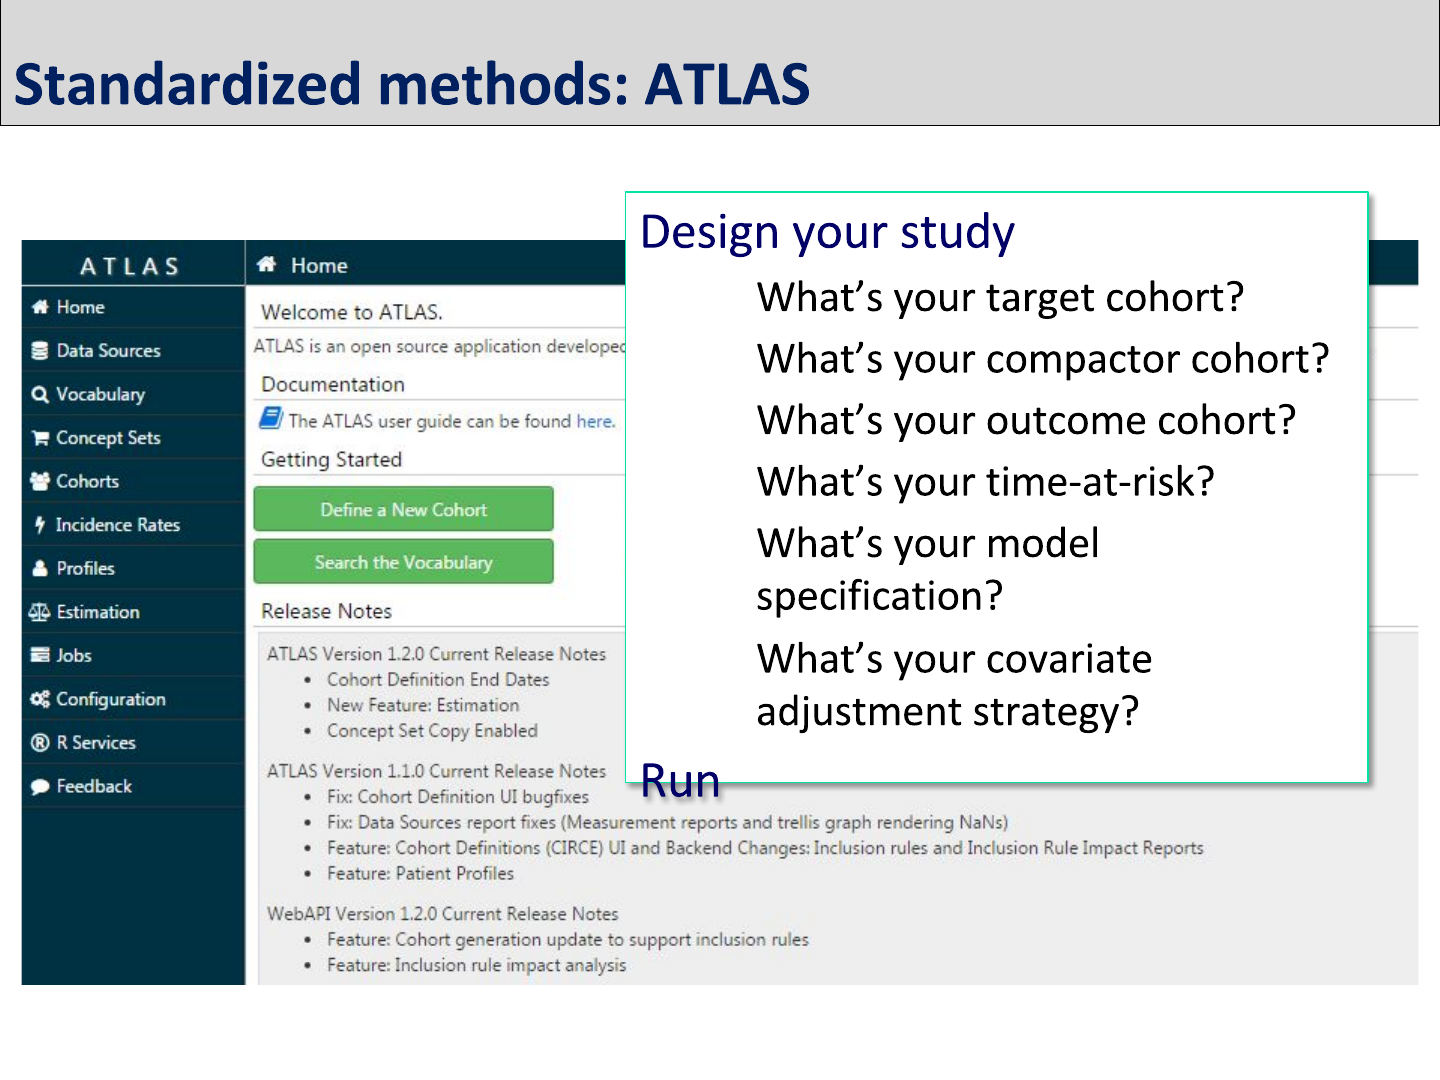 Standardized methods: ATLAS
ATLAS
Home
Data Sources
Vocabulary
Concept Sets
Cohorts
Incidence Rates
Profiles
Estimation
Jobs
Configuration
R Services
Feedback
Home
Welcome to ATLAS.
ATLAS is an open source application developed
Documentation
The ATLAS user guide can be found here.
Getting Started
Define a New Cohort
Search the Vocabulary
Release Notes
ATLAS Version 1.2.0 Current Release Notes
• Cohort Definition End Dates
• New Feature: Estimation
• Concept Set Copy Enabled
ATLAS Version 1.1.0 Current Release Notes
• Fix: Cohort Definition UI bugfixes
• Fix: Data Sources report fixes (Measurement reports and trellis graph rendering NaNs)
• Feature: Cohort Definitions (CIRCE) UI and Backend Changes: Inclusion rules and Inclusion Rule Impact Reports
• Feature: Patient Profiles
WebAPI Version 1.2.0 Current Release Notes
• Feature: Cohort generation update to support inclusion rules
• Feature: Inclusion rule impact analysis
Design your study
What's your target cohort?
What's your compactor cohort?
What's your outcome cohort?
What's your time-at-risk?
What's your model
specification?
What's your covariate
adjustment strategy?
Run